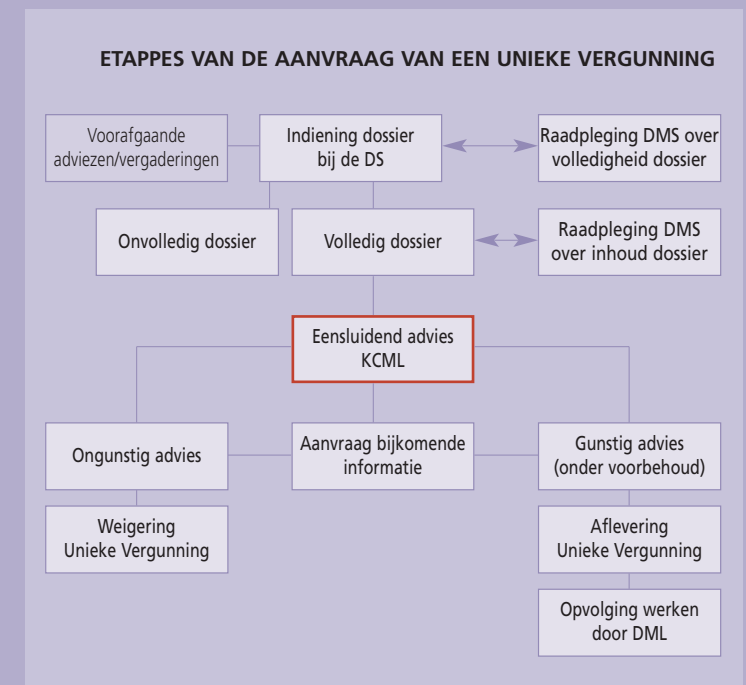 ETAPPES VAN DE AANVRAAG VAN EEN UNIEKE VERGUNNING
Voorafgaande
adviezen/vergaderingen
Indiening dossier
bij de DS
Raadpleging DMS over
volledigheid dossier
Onvolledig dossier
Volledig dossier
Raadpleging DMS
over inhoud dossier
Eensluidend advies
KCML
Ongunstig advies
Aanvraag bijkomende
informatie
Gunstig advies
(onder voorbehoud)
Weigering
Unieke Vergunning
Aflevering
Unieke Vergunning
Opvolging werken
door DML